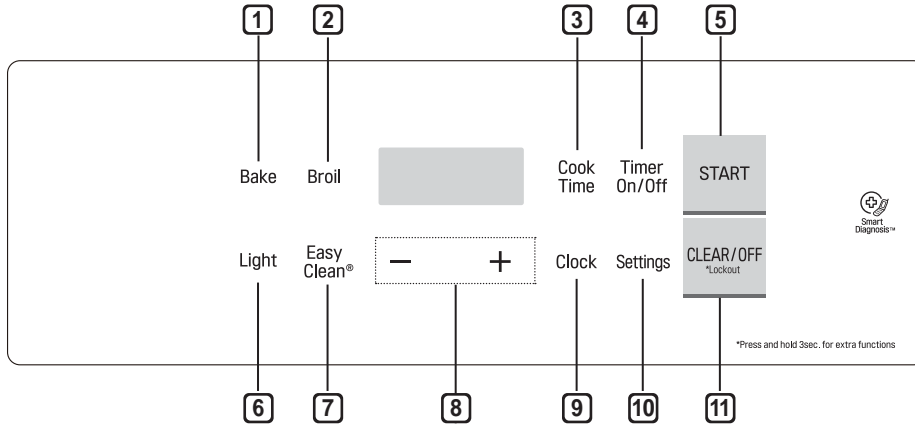 1 2 3 4 5
Bake Broil
Cook
Time
Timer
On/Off
START
Smart
Diagnosis™
Light
Easy
Clean®
− +
Clock
Settings
CLEAR/OFF
*Lockout
*Press and hold 3sec. for extra functions
6 7 8 9 10 11